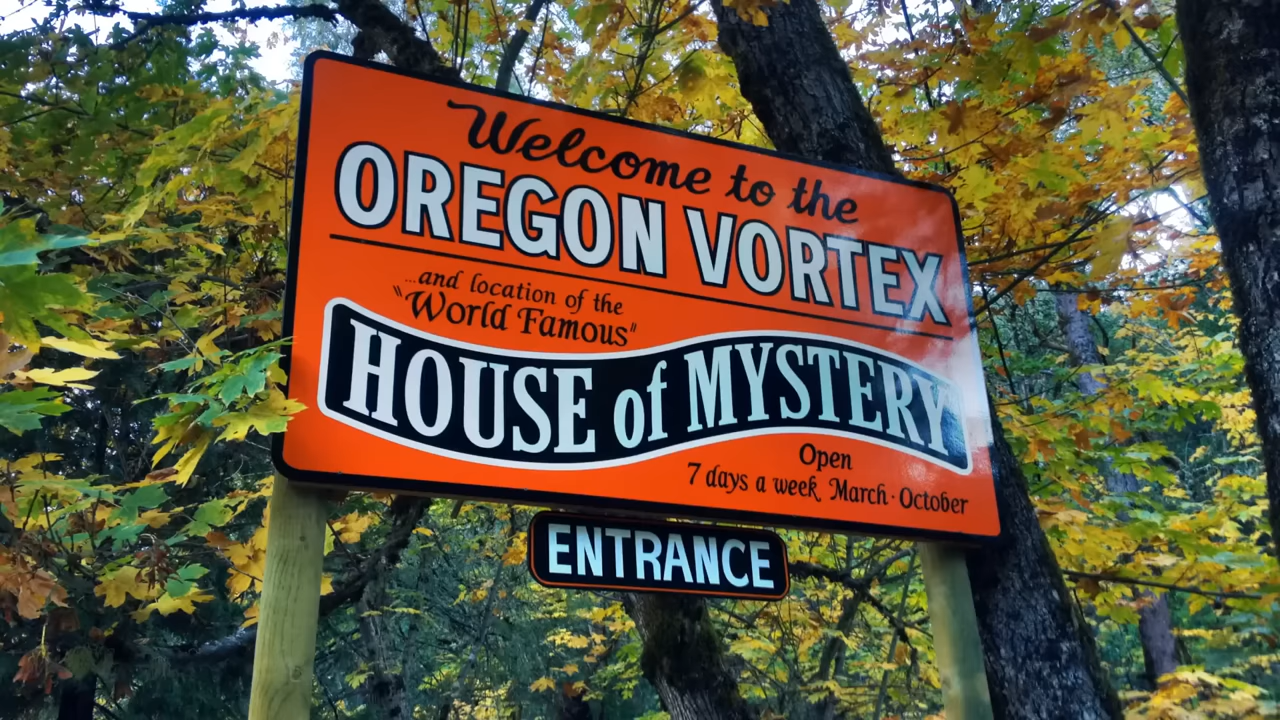 Welcome to the
OREGON VORTEX
...and location of the
"World Famous"
HOUSE of MYSTERY
Open
7 days a week March·October
ENTRANCE